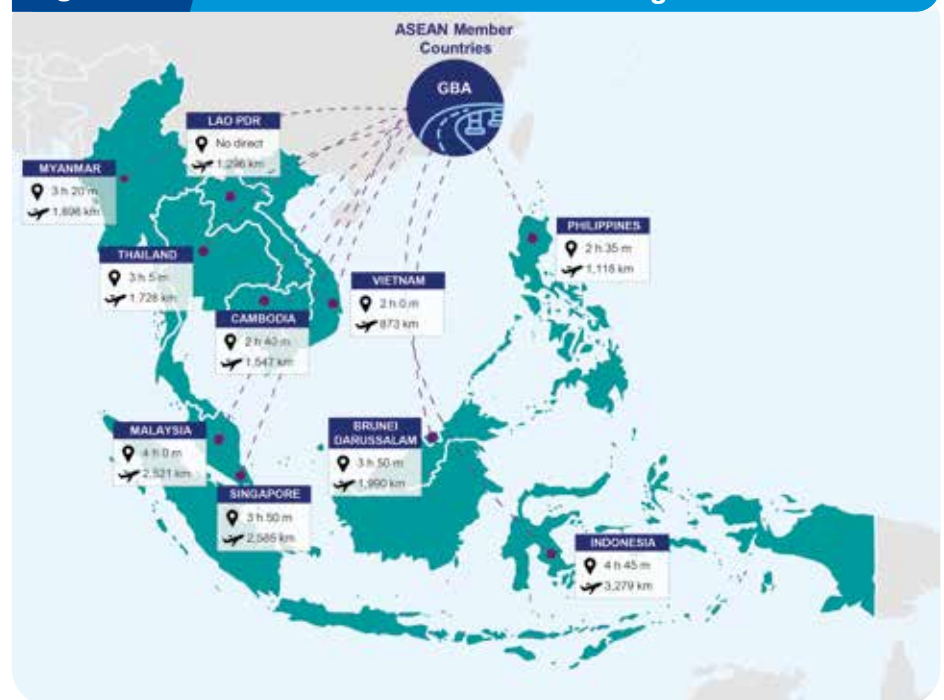 ASEAN Member
Countries
GBA
LAO PDR
No direct
1,296 km
MYANMAR
3 h 20 m
1,896 km
PHILIPPINES
2 h 35 m
1,118 km
THAILAND
3 h 5 m
1,728 km
VIETNAM
2 h 0 m
873 km
CAMBODIA
2 h 40 m
1,547 km
MALAYSIA
4 h 0 m
2,521 km
BRUNEI
DARUSSALAM
3 h 50 m
1,990 km
SINGAPORE
3 h 50 m
2,585 km
INDONESIA
4 h 45 m
3,279 km